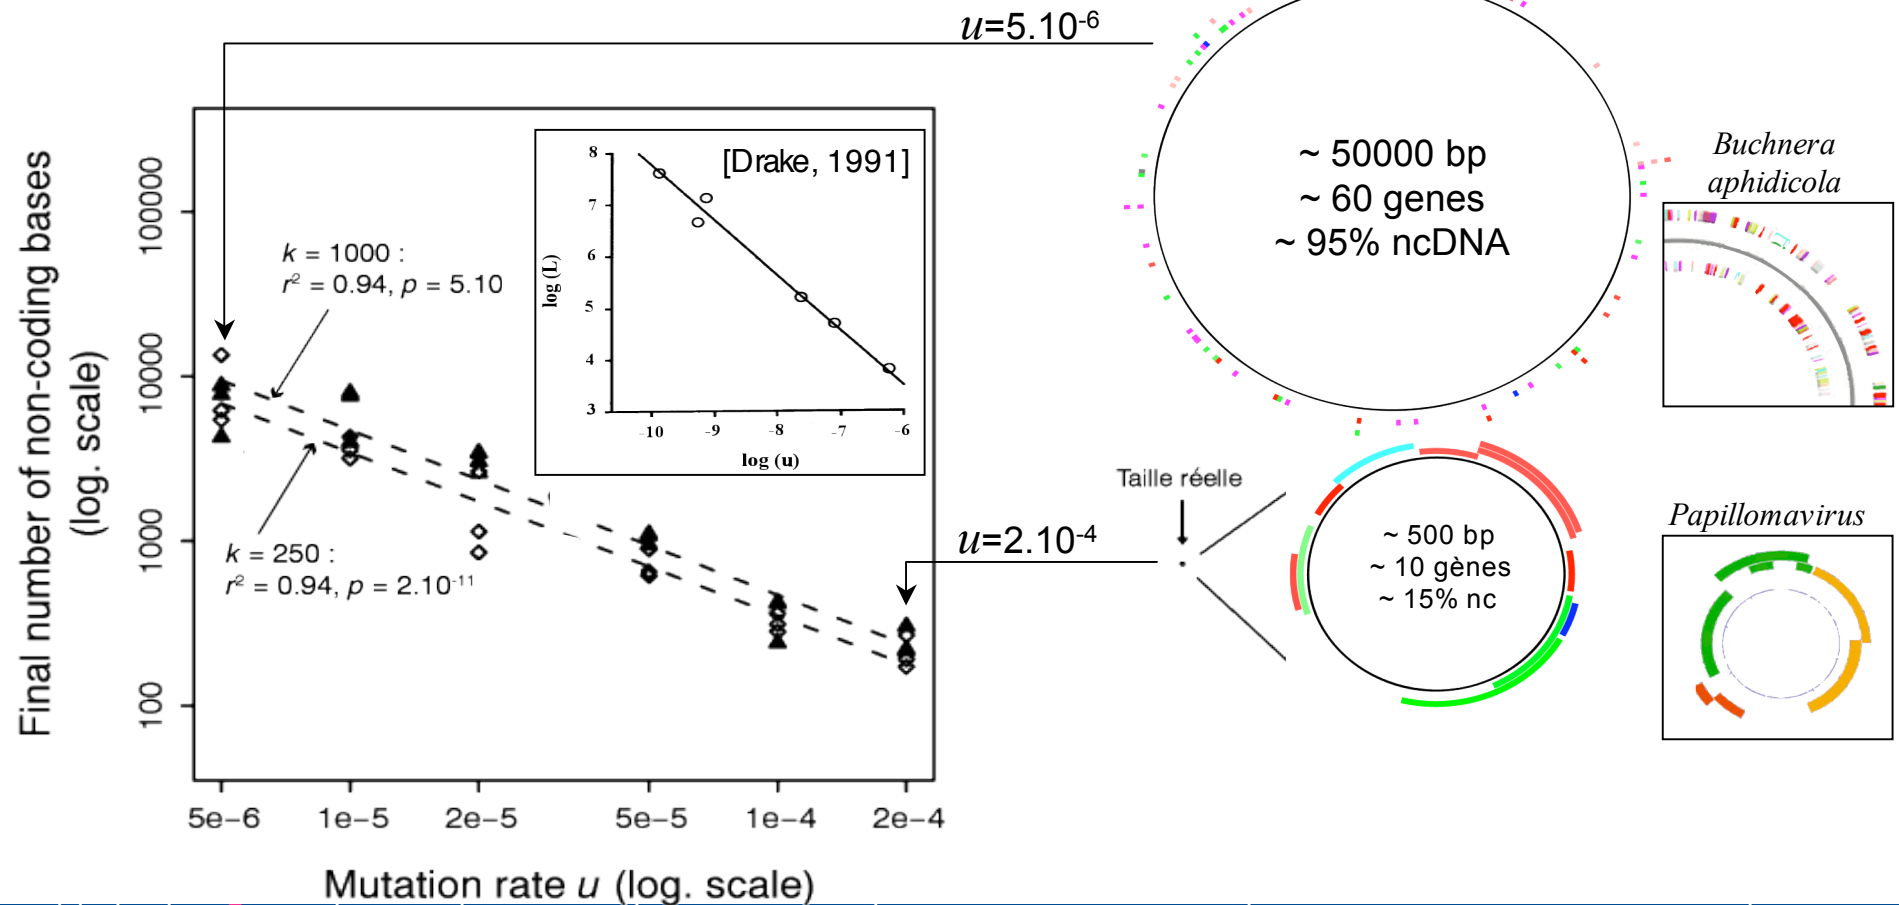 u=5.10-6
Final number of non-coding bases
(log. scale)
100000
10000
1000
100
k = 1000 :
r2 = 0.94, p = 5.10
k = 250 :
r2 = 0.94, p = 2.10-11
[Drake, 1991]
log (L)
8
7
6
5
4
3
-10
-9
-8
-7
-6
log (u)
5e-6
1e-5
2e-5
5e-5
1e-4
2e-4
Mutation rate u (log. scale)
~ 50000 bp
~ 60 genes
~ 95% ncDNA
Buchnera
aphidicola
Taille réelle
u=2.10-4
~ 500 bp
~ 10 gènes
~ 15% nc
Papillomavirus